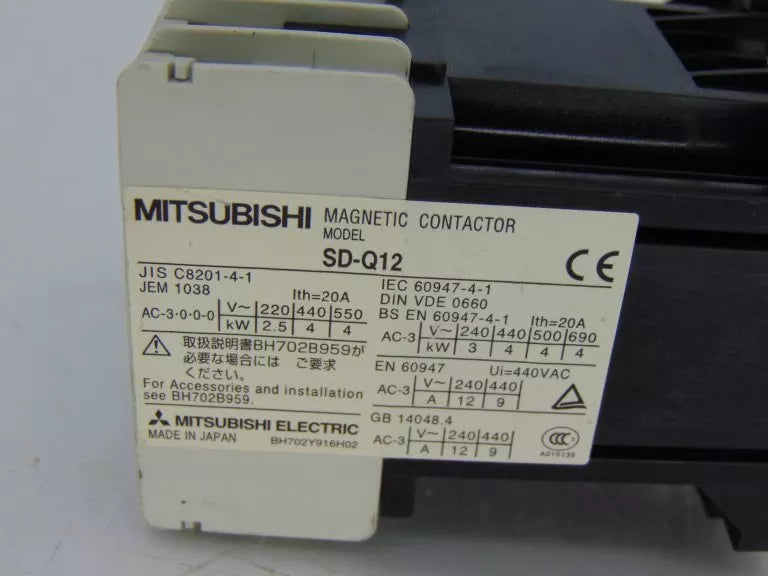 MITSUBISHI MAGNETIC CONTACTOR
MODEL
SD-Q12
CE
JIS C8201-4-1
JEM 1038 Ith=20A
AC-3·0-0-0 V~ 220 440 550
kW 2.5 4 4
取扱説明書BH702B959が
必要な場合には ご要求
ください。
For Accessories and installation
see BH702B959.
MITSUBISHI ELECTRIC
MADE IN JAPAN BH702Y916H02
IEC 60947-4-1
DIN VDE 0660
BS EN 60947-4-1 Ith=20A
AC-3 V~ 240 440 500 690
kW 3 4 4 4
EN 60947 Ui=440VAC
AC-3 V~ 240 440
A 12 9
GB 14048.4
AC-3 V~ 240 440
A 12 9
CCC
A010139